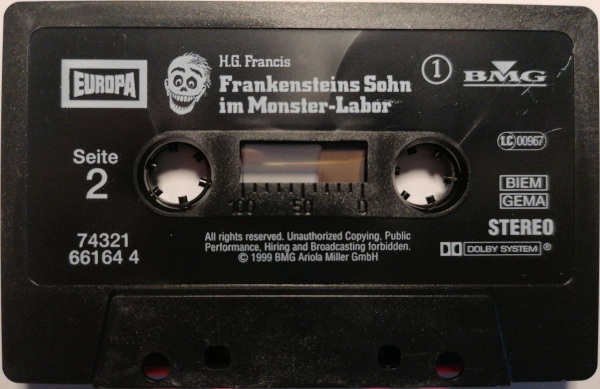 EUROPA
H.G. Francis
Frankensteins Sohn
im Monster-Labor
1
BMG
LC 00967
Seite
2
100 50 0
BIEM
GEMA
STEREO
DOLBY SYSTEM ®
74321
66164 4
All rights reserved. Unauthorized Copying, Public
Performance, Hiring and Broadcasting forbidden.
© 1999 BMG Ariola Miller GmbH